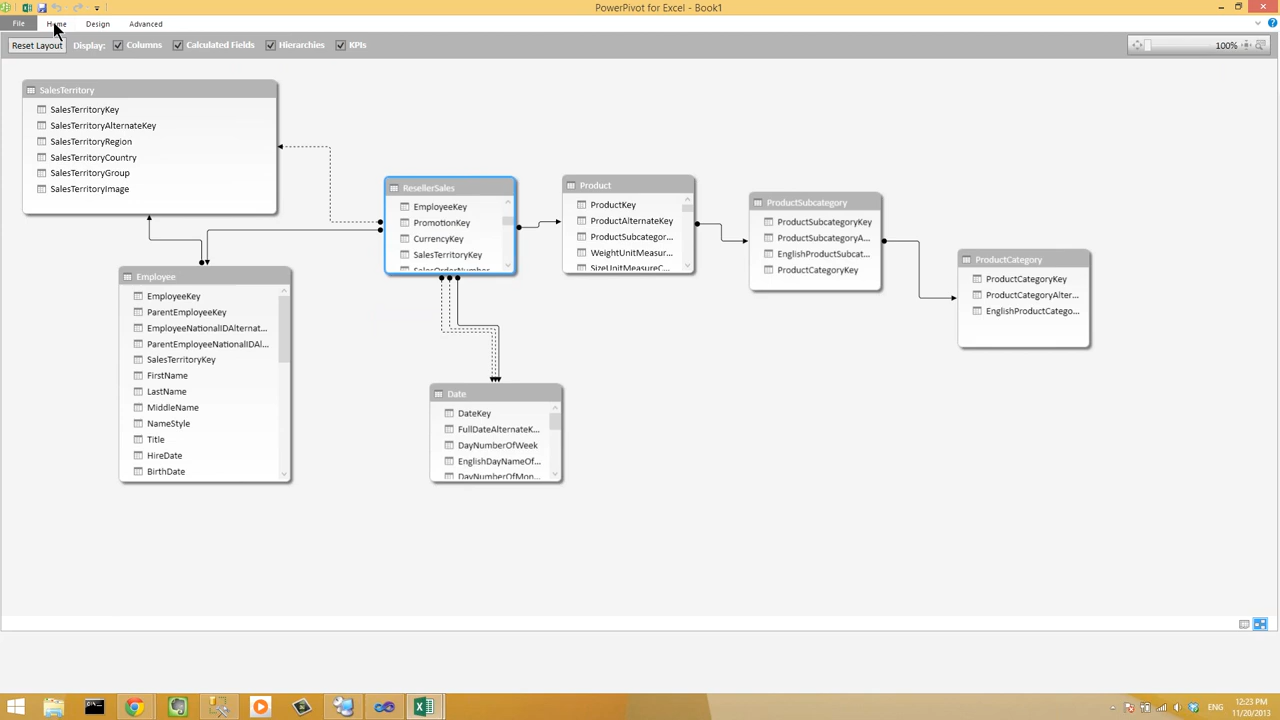 PowerPivot for Excel - Book1
File Home Design Advanced
Reset Layout Display: Columns Calculated Fields Hierarchies KPIs 100%
SalesTerritory
SalesTerritoryKey
SalesTerritoryAlternateKey
SalesTerritoryRegion
SalesTerritoryCountry
SalesTerritoryGroup
SalesTerritoryImage
ResellerSales
EmployeeKey
PromotionKey
CurrencyKey
SalesTerritoryKey
SalesOrderNumber
Product
ProductKey
ProductAlternateKey
ProductSubcategor...
WeightUnitMeasur...
SizeUnitMeasureC...
ProductSubcategory
ProductSubcategoryKey
ProductSubcategoryA...
EnglishProductSubcat...
ProductCategoryKey
ProductCategory
ProductCategoryKey
ProductCategoryAlter...
EnglishProductCatego...
Employee
EmployeeKey
ParentEmployeeKey
EmployeeNationalIDAlternat...
ParentEmployeeNationalIDAl...
SalesTerritoryKey
FirstName
LastName
MiddleName
NameStyle
Title
HireDate
BirthDate
Date
DateKey
FullDateAlternateK...
DayNumberOfWeek
EnglishDayNameOf...
DayNumberOfMon...
ENG
12:23 PM
11/20/2013